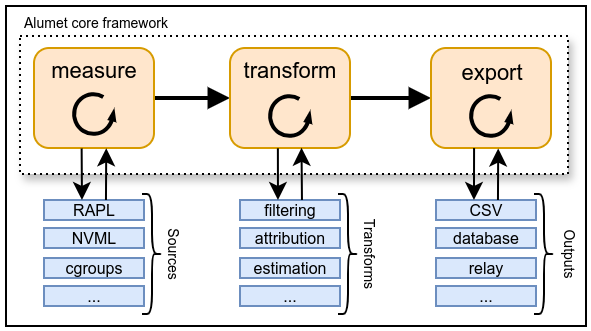 Alumet core framework
measure
transform
export
RAPL
NVML
cgroups
...
Sources
filtering
attribution
estimation
...
Transforms
CSV
database
relay
...
Outputs